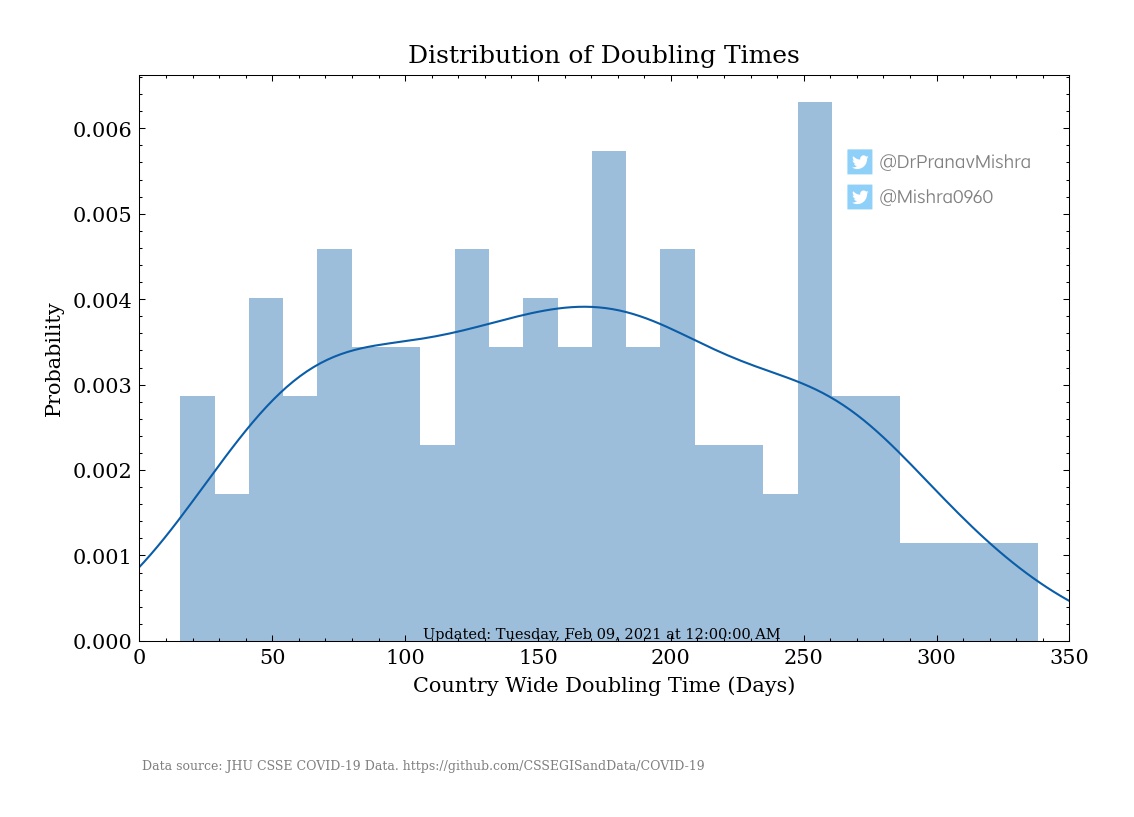 Distribution of Doubling Times
Probability
0.006
0.005
0.004
0.003
0.002
0.001
0.000
@DrPranavMishra
@Mishra0960
Updated: Tuesday, Feb 09, 2021 at 12:00:00 AM
0 50 100 150 200 250 300 350
Country Wide Doubling Time (Days)
Data source: JHU CSSE COVID-19 Data. https://github.com/CSSEGISandData/COVID-19